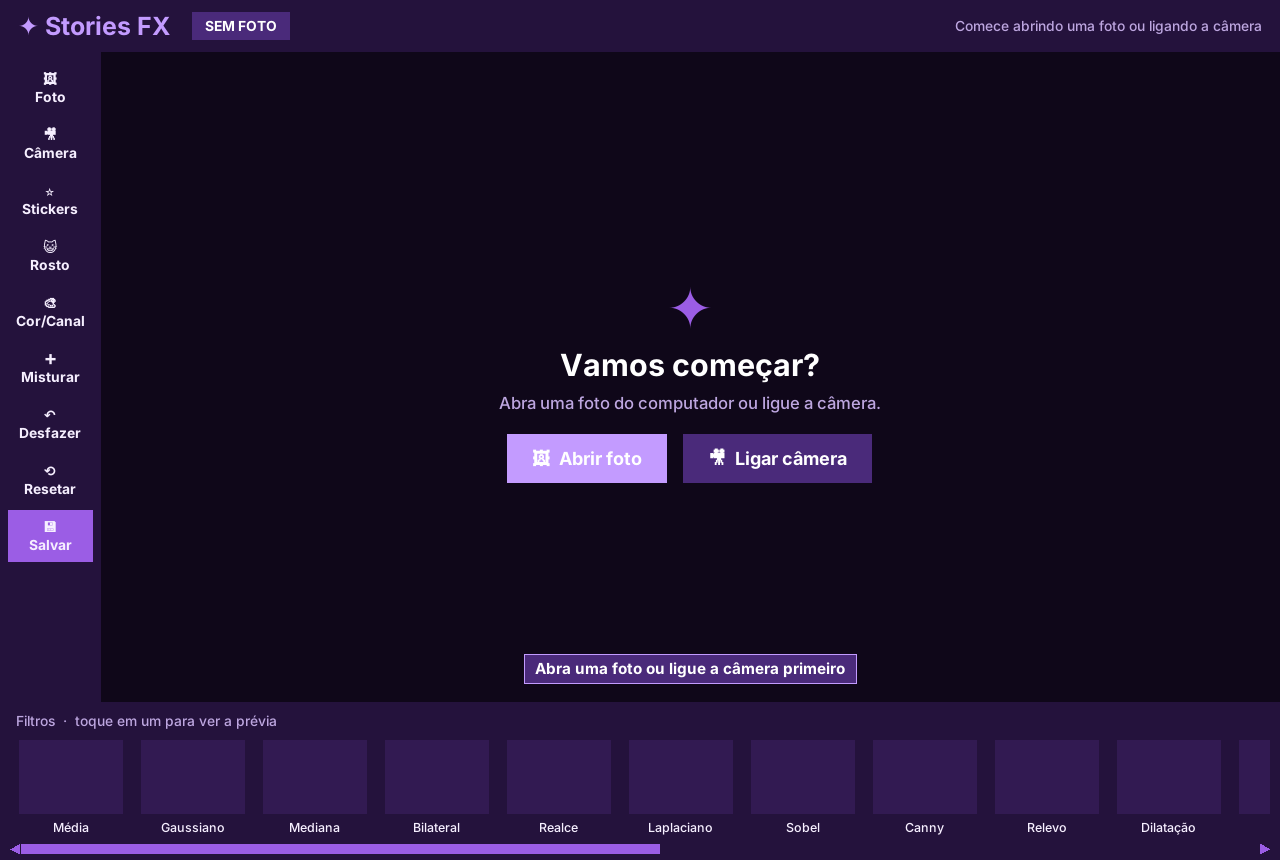 ✦ Stories FX
SEM FOTO
Comece abrindo uma foto ou ligando a câmera
Foto
Câmera
Stickers
Rosto
Cor/Canal
Misturar
Desfazer
Resetar
Salvar
Vamos começar?
Abra uma foto do computador ou ligue a câmera.
Abrir foto
Ligar câmera
Abra uma foto ou ligue a câmera primeiro
Filtros · toque em um para ver a prévia
Média
Gaussiano
Mediana
Bilateral
Realce
Laplaciano
Sobel
Canny
Relevo
Dilatação